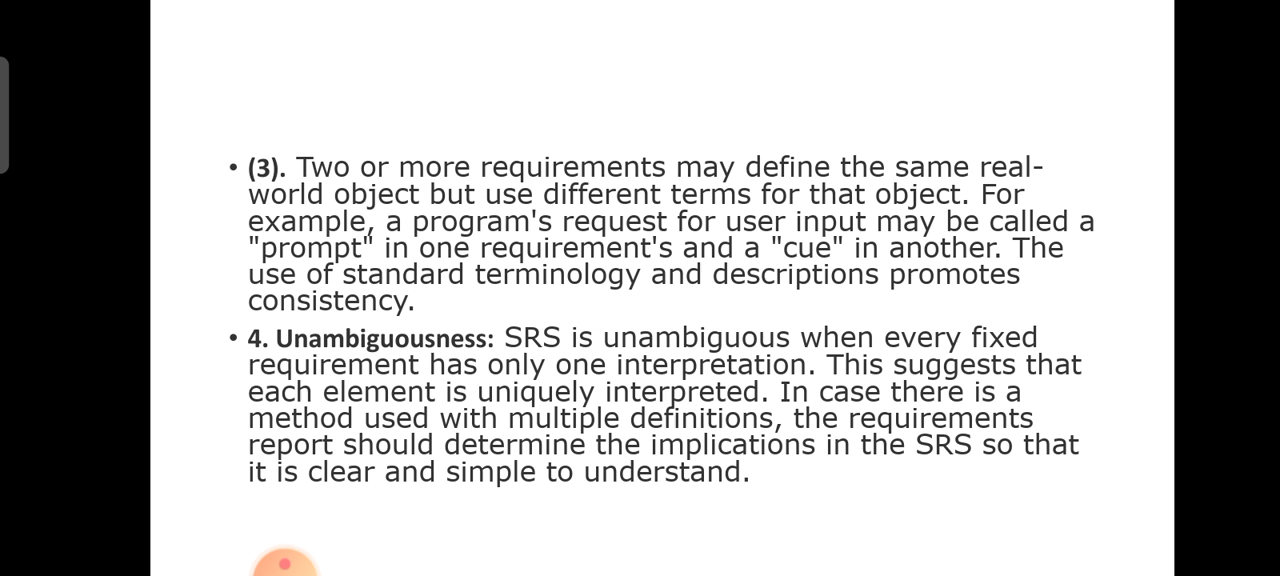 • (3). Two or more requirements may define the same real-
world object but use different terms for that object. For
example, a program's request for user input may be called a
"prompt" in one requirement's and a "cue" in another. The
use of standard terminology and descriptions promotes
consistency.
• 4. Unambiguousness: SRS is unambiguous when every fixed
requirement has only one interpretation. This suggests that
each element is uniquely interpreted. In case there is a
method used with multiple definitions, the requirements
report should determine the implications in the SRS so that
it is clear and simple to understand.